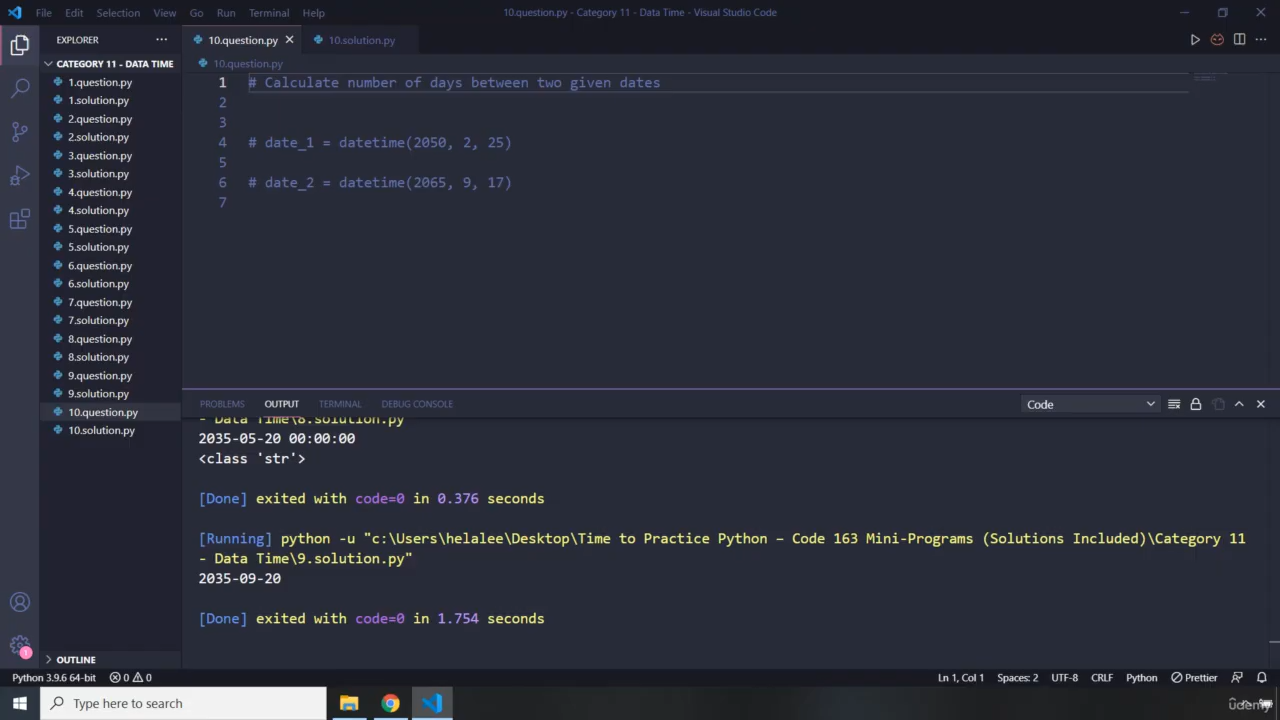 File Edit Selection View Go Run Terminal Help
10.question.py - Category 11 - Data Time - Visual Studio Code
EXPLORER
10.question.py
10.solution.py
CATEGORY 11 - DATA TIME
10.question.py
1.question.py
1.solution.py
2.question.py
2.solution.py
3.question.py
3.solution.py
4.question.py
4.solution.py
5.question.py
5.solution.py
6.question.py
6.solution.py
7.question.py
7.solution.py
8.question.py
8.solution.py
9.question.py
9.solution.py
10.question.py
10.solution.py
OUTLINE
1 # Calculate number of days between two given dates
2
3
4 # date_1 = datetime(2050, 2, 25)
5
6 # date_2 = datetime(2065, 9, 17)
7
PROBLEMS OUTPUT TERMINAL DEBUG CONSOLE
Code
- Data Time\8.solution.py
2035-05-20 00:00:00
<class 'str'>
[Done] exited with code=0 in 0.376 seconds
[Running] python -u "c:\Users\helalee\Desktop\Time to Practice Python – Code 163 Mini-Programs (Solutions Included)\Category 11
- Data Time\9.solution.py"
2035-09-20
[Done] exited with code=0 in 1.754 seconds
1
Python 3.9.6 64-bit 0 0
Ln 1, Col 1 Spaces: 2 UTF-8 CRLF Python Prettier
Type here to search
Udemy